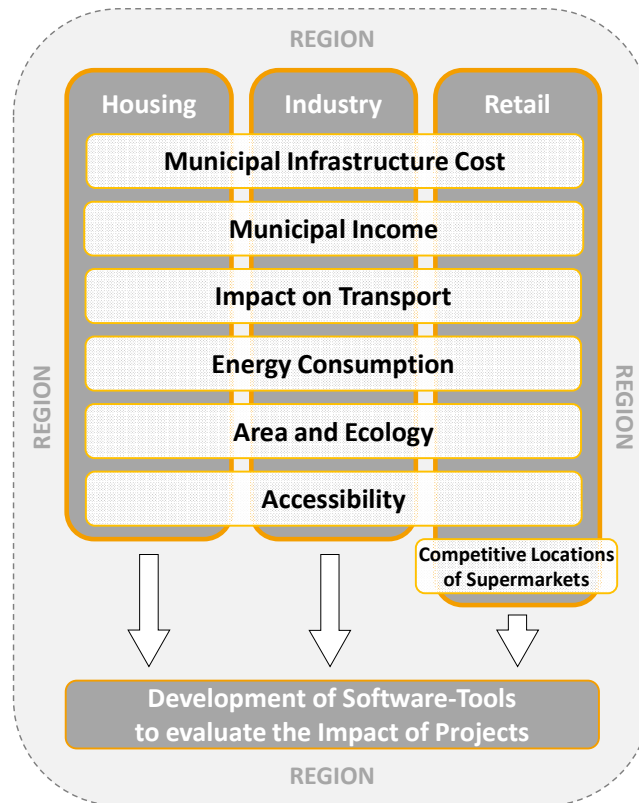 REGION
Housing
Industry
Retail
Municipal Infrastructure Cost
Municipal Income
Impact on Transport
Energy Consumption
REGION
REGION
Area and Ecology
Accessibility
Competitive Locations
of Supermarkets
Development of Software-Tools
to evaluate the Impact of Projects
REGION